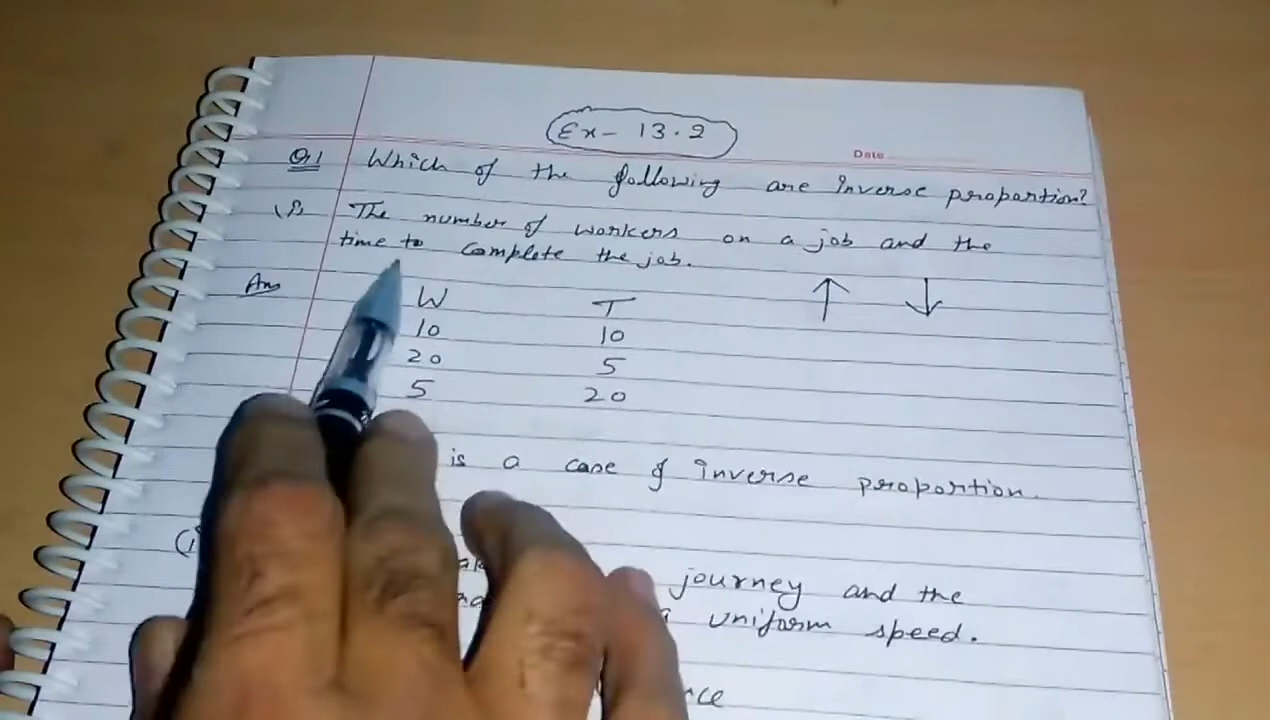 Ex- 13.2
Date
Q.1 Which of the following are Inverse proportion?
(i) The number of workers on a job and the
time to complete the job.
Ans
W T
10 10
20 5
5 20
is a case of inverse proportion.
journey and the
a uniform speed.